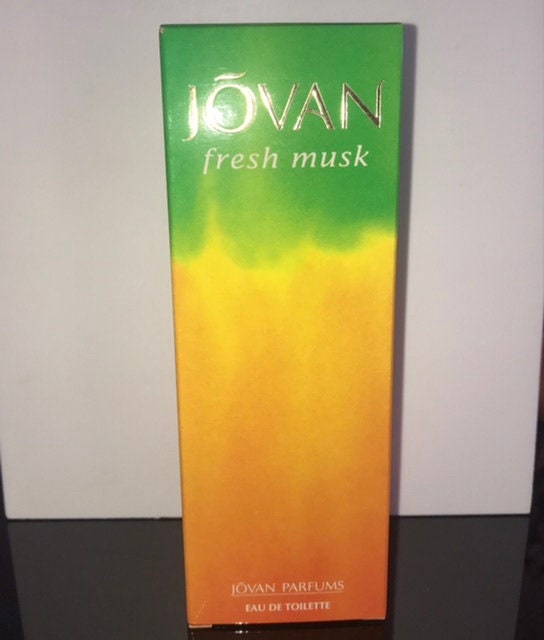 JŌVAN
fresh musk
JŌVAN PARFUMS
EAU DE TOILETTE